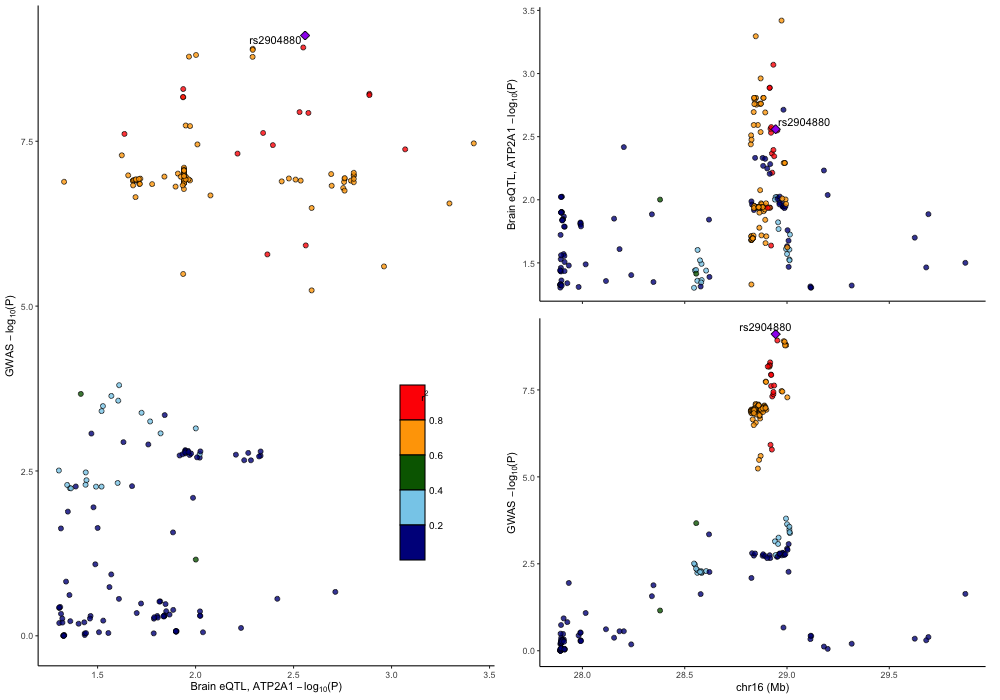 rs2904880
7.5
5.0
2.5
0.0
GWAS −log10(P)
1.5
2.0
2.5
3.0
3.5
Brain eQTL, ATP2A1 −log10(P)
r2
0.8
0.6
0.4
0.2
3.5
3.0
2.5
2.0
1.5
Brain eQTL, ATP2A1 −log10(P)
rs2904880
rs2904880
7.5
5.0
2.5
0.0
GWAS −log10(P)
28.0
28.5
29.0
29.5
chr16 (Mb)